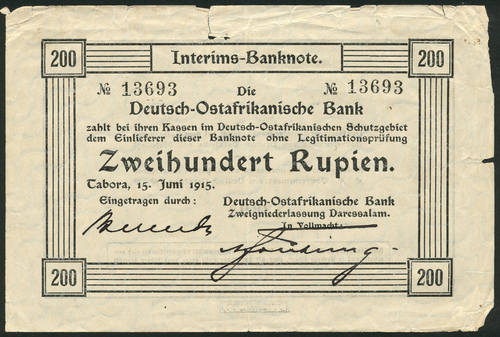 200 Interims-Banknote. 200
№ 13693 Die № 13693
Deutsch-Ostafrikanische Bank
zahlt bei ihren Kassen im Deutsch-Ostafrikanischen Schutzgebiet
dem Einlieferer dieser Banknote ohne Legitimationsprüfung
Zweihundert Rupien.
Tabora, 15. Juni 1915.
Eingetragen durch: Deutsch-Ostafrikanische Bank
Zweigniederlassung Daressalam.
In Vollmacht:
200 200